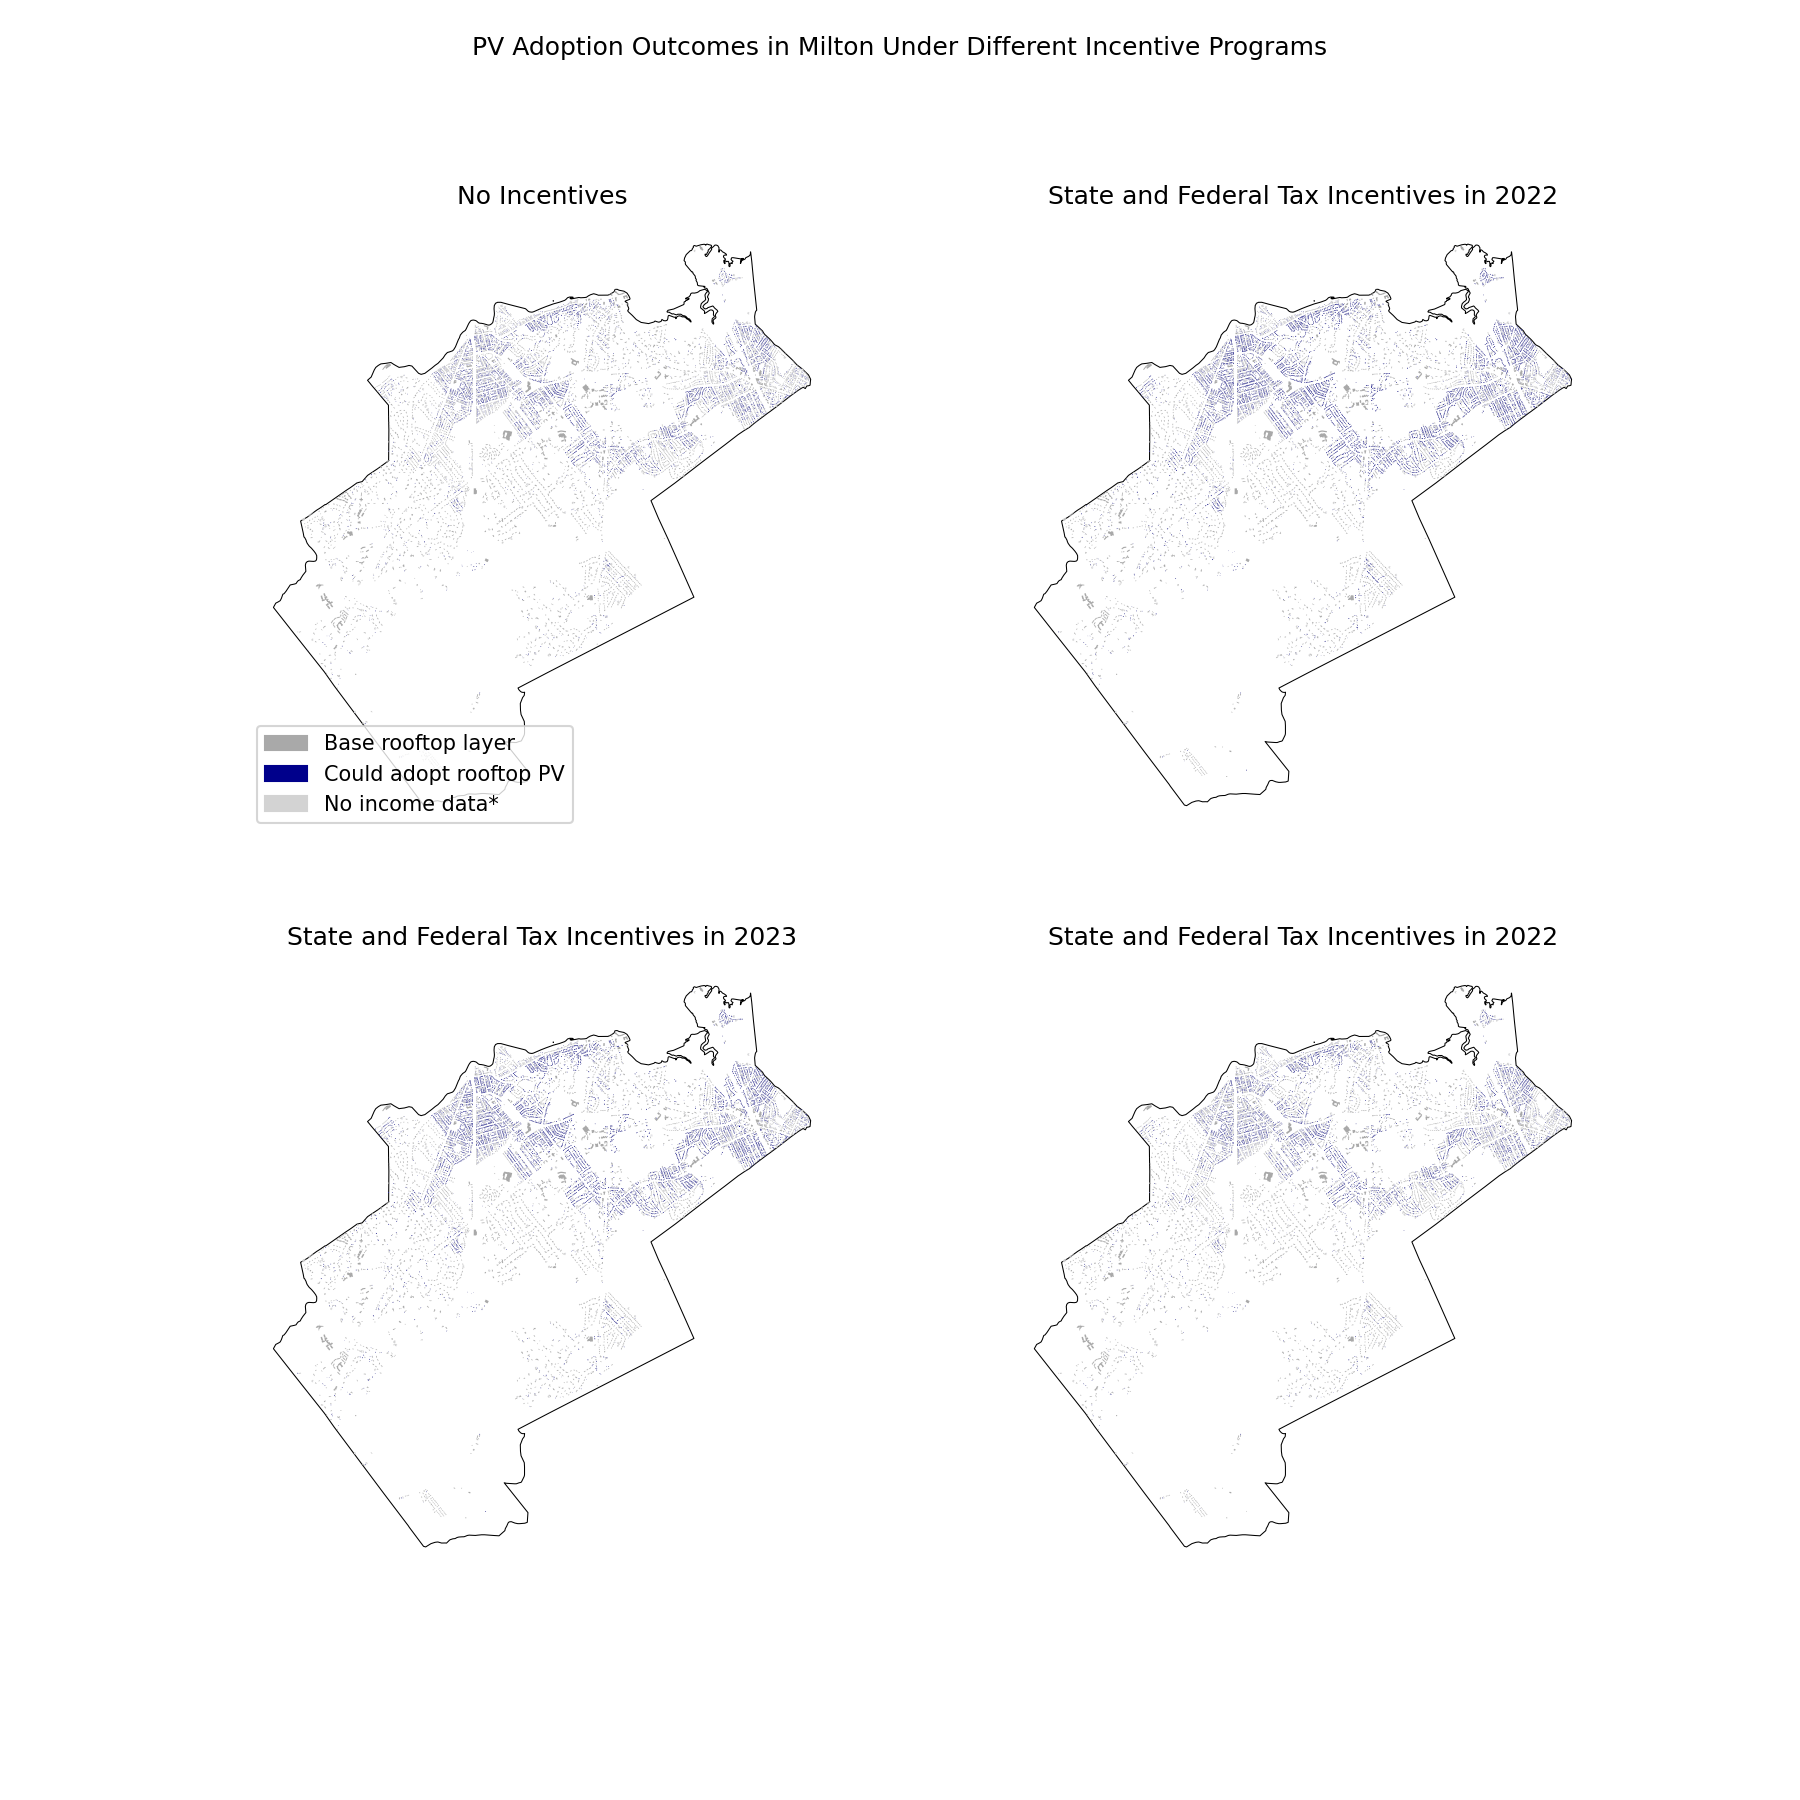 PV Adoption Outcomes in Milton Under Different Incentive Programs
No Incentives
State and Federal Tax Incentives in 2022
Base rooftop layer
Could adopt rooftop PV
No income data*
State and Federal Tax Incentives in 2023
State and Federal Tax Incentives in 2022